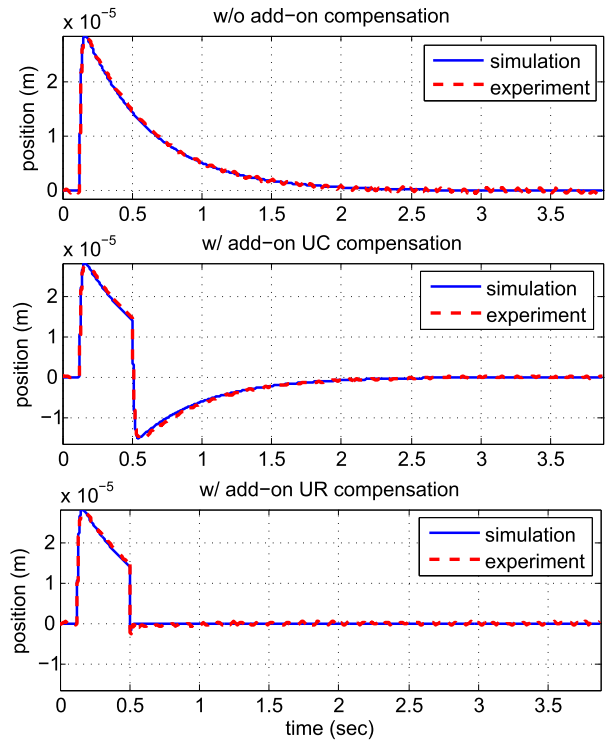 x 10⁻⁵
w/o add−on compensation
2
1
0
position (m)
simulation
experiment
0 0.5 1 1.5 2 2.5 3 3.5
x 10⁻⁵
w/ add−on UC compensation
2
1
0
−1
position (m)
simulation
experiment
0 0.5 1 1.5 2 2.5 3 3.5
x 10⁻⁵
w/ add−on UR compensation
2
1
0
−1
position (m)
simulation
experiment
0 0.5 1 1.5 2 2.5 3 3.5
time (sec)